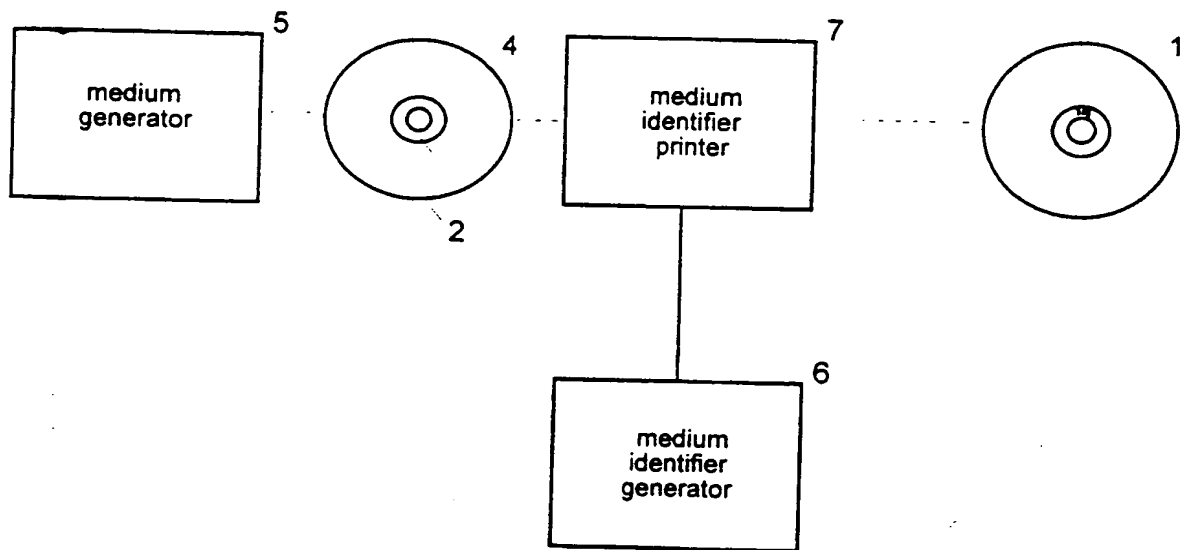 5
medium
generator
4
2
7
medium
identifier
printer
1
6
medium
identifier
generator